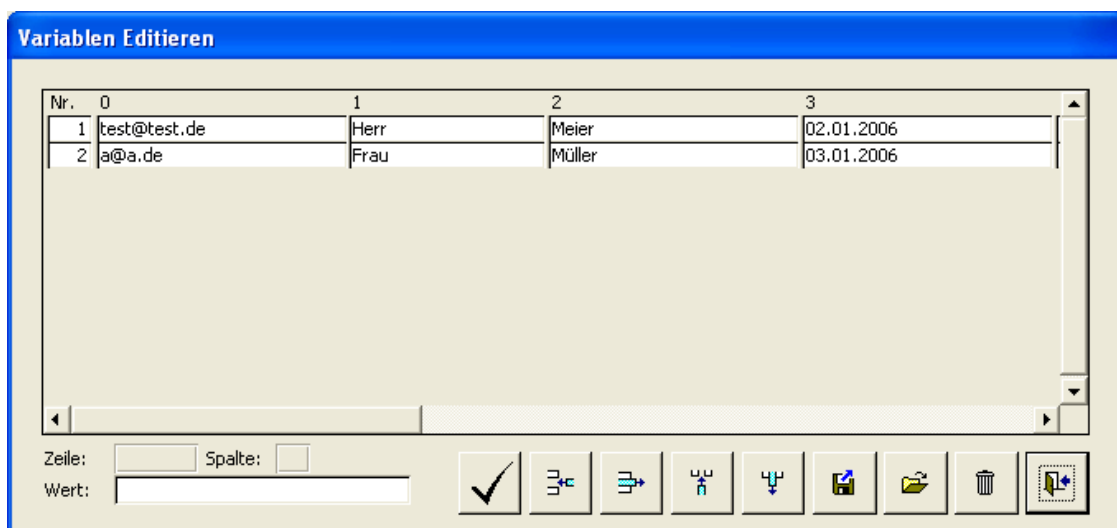 Variablen Editieren
Nr. 0 1 2 3
1 test@test.de Herr Meier 02.01.2006
2 a@a.de Frau Müller 03.01.2006
Zeile: Spalte:
Wert: